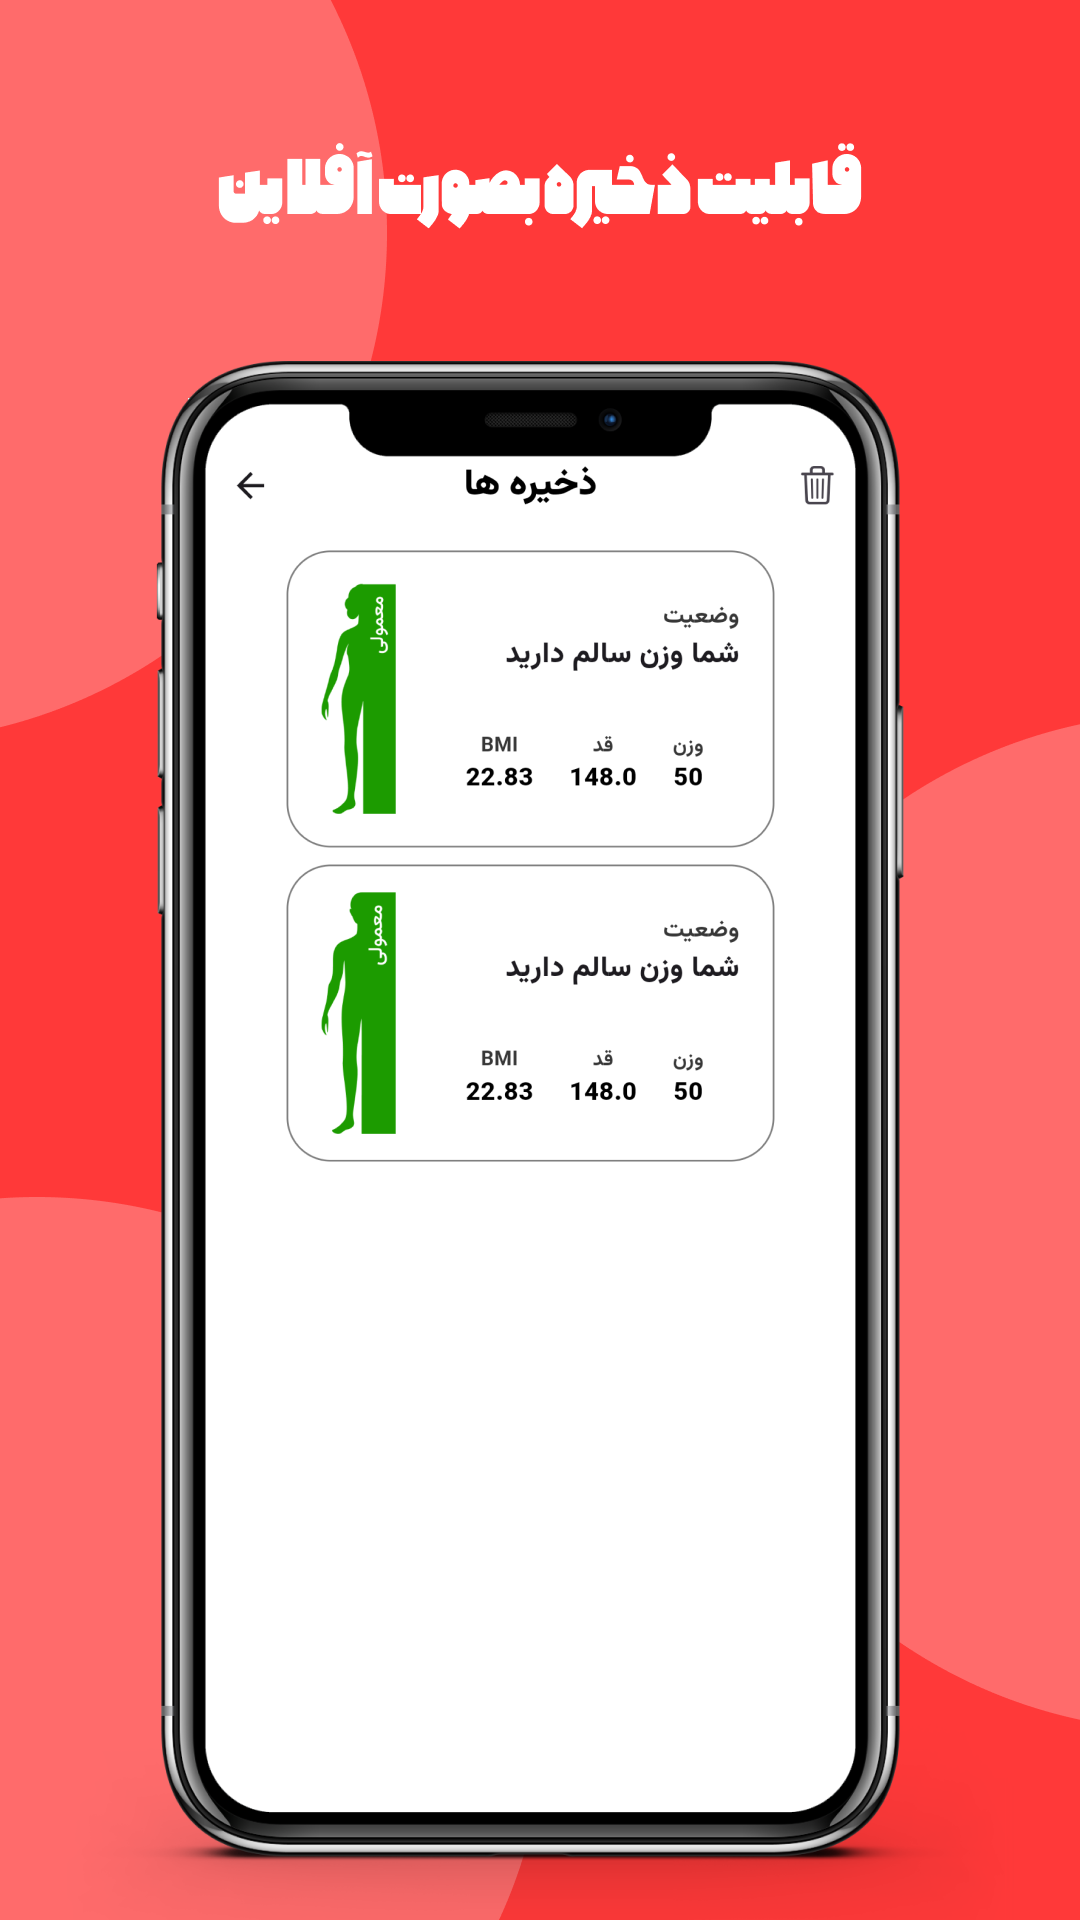 قابلیت ذخیره بصورت آفلاین
ذخیره ها
معمولی
وضعیت
شما وزن سالم دارید
وزن قد BMI
50 148.0 22.83
معمولی
وضعیت
شما وزن سالم دارید
وزن قد BMI
50 148.0 22.83